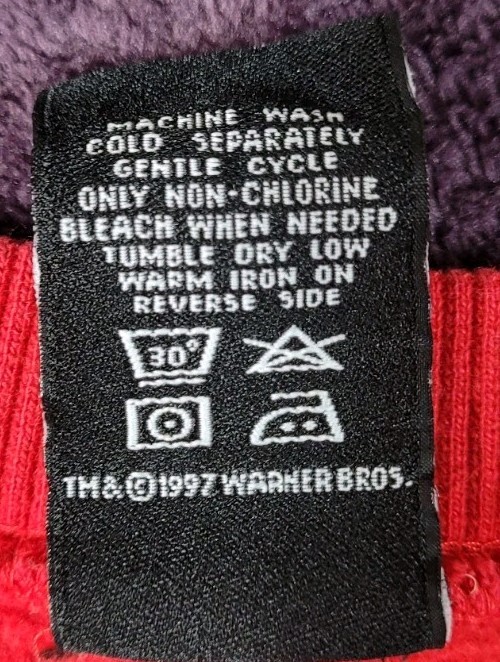 MACHINE WASH
COLD SEPARATELY
GENTLE CYCLE
ONLY NON-CHLORINE
BLEACH WHEN NEEDED
TUMBLE DRY LOW
WARM IRON ON
REVERSE SIDE
30°
TM & © 1997 WARNER BROS.